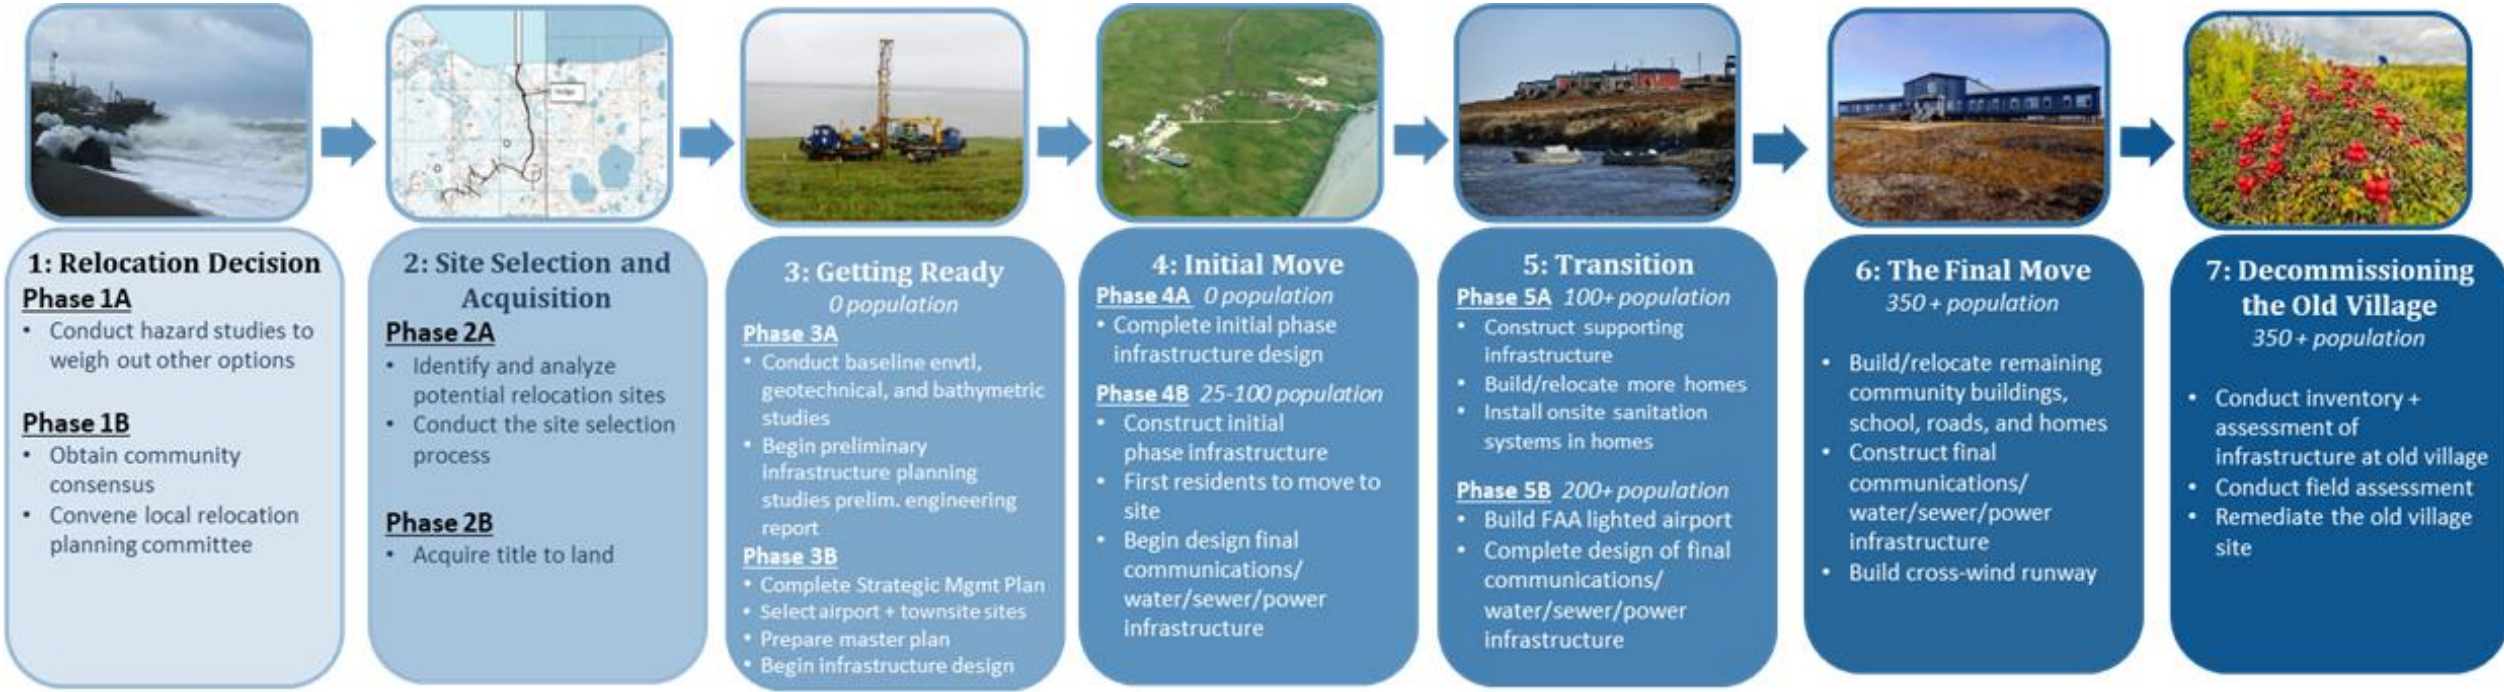 1: Relocation Decision
Phase 1A
• Conduct hazard studies to
weigh out other options
Phase 1B
• Obtain community
consensus
• Convene local relocation
planning committee
2: Site Selection and
Acquisition
Phase 2A
• Identify and analyze
potential relocation sites
• Conduct the site selection
process
Phase 2B
• Acquire title to land
3: Getting Ready
0 population
Phase 3A
• Conduct baseline envtl,
geotechnical, and bathymetric
studies
• Begin preliminary
infrastructure planning
studies prelim. engineering
report
Phase 3B
• Complete Strategic Mgmt Plan
• Select airport + townsite sites
• Prepare master plan
• Begin infrastructure design
4: Initial Move
Phase 4A 0 population
• Complete initial phase
infrastructure design
Phase 4B 25-100 population
• Construct initial
phase infrastructure
• First residents to move to
site
• Begin design final
communications/
water/sewer/power
infrastructure
5: Transition
Phase 5A 100+ population
• Construct supporting
infrastructure
• Build/relocate more homes
• Install onsite sanitation
systems in homes
Phase 5B 200+ population
• Build FAA lighted airport
• Complete design of final
communications/
water/sewer/power
infrastructure
6: The Final Move
350 + population
• Build/relocate remaining
community buildings,
school, roads, and homes
• Construct final
communications/
water/sewer/power
infrastructure
• Build cross-wind runway
7: Decommissioning
the Old Village
350 + population
• Conduct inventory +
assessment of
infrastructure at old village
• Conduct field assessment
• Remediate the old village
site